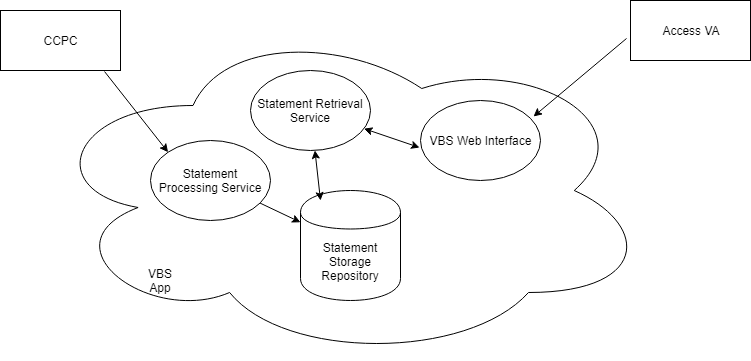 CCPC
Access VA
Statement Retrieval
Service
VBS Web Interface
Statement
Processing Service
Statement
Storage
Repository
VBS
App